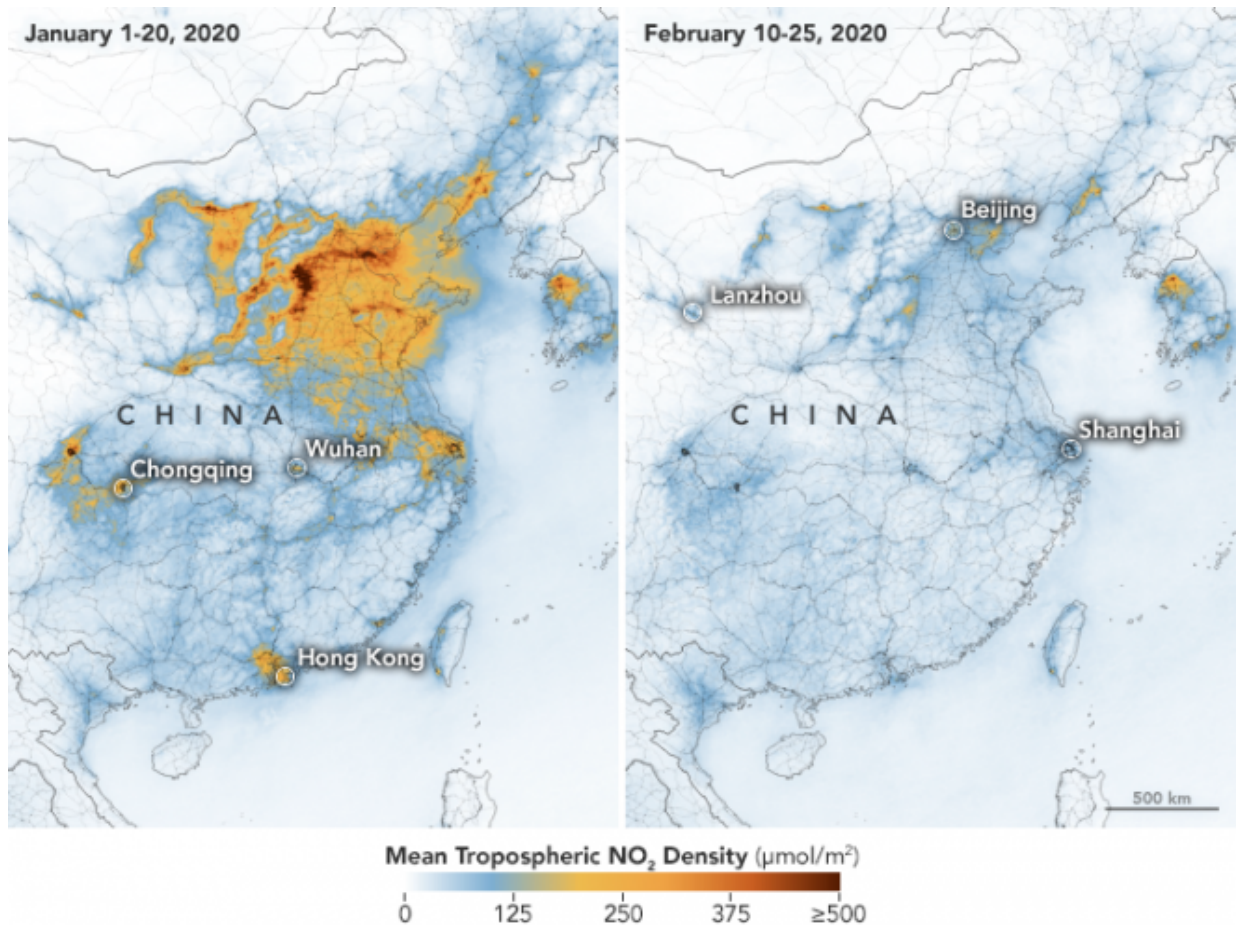 January 1-20, 2020
CHINA
Wuhan
Chongqing
Hong Kong
February 10-25, 2020
Beijing
Lanzhou
CHINA
Shanghai
500 km
Mean Tropospheric NO₂ Density (µmol/m²)
0 125 250 375 ≥500